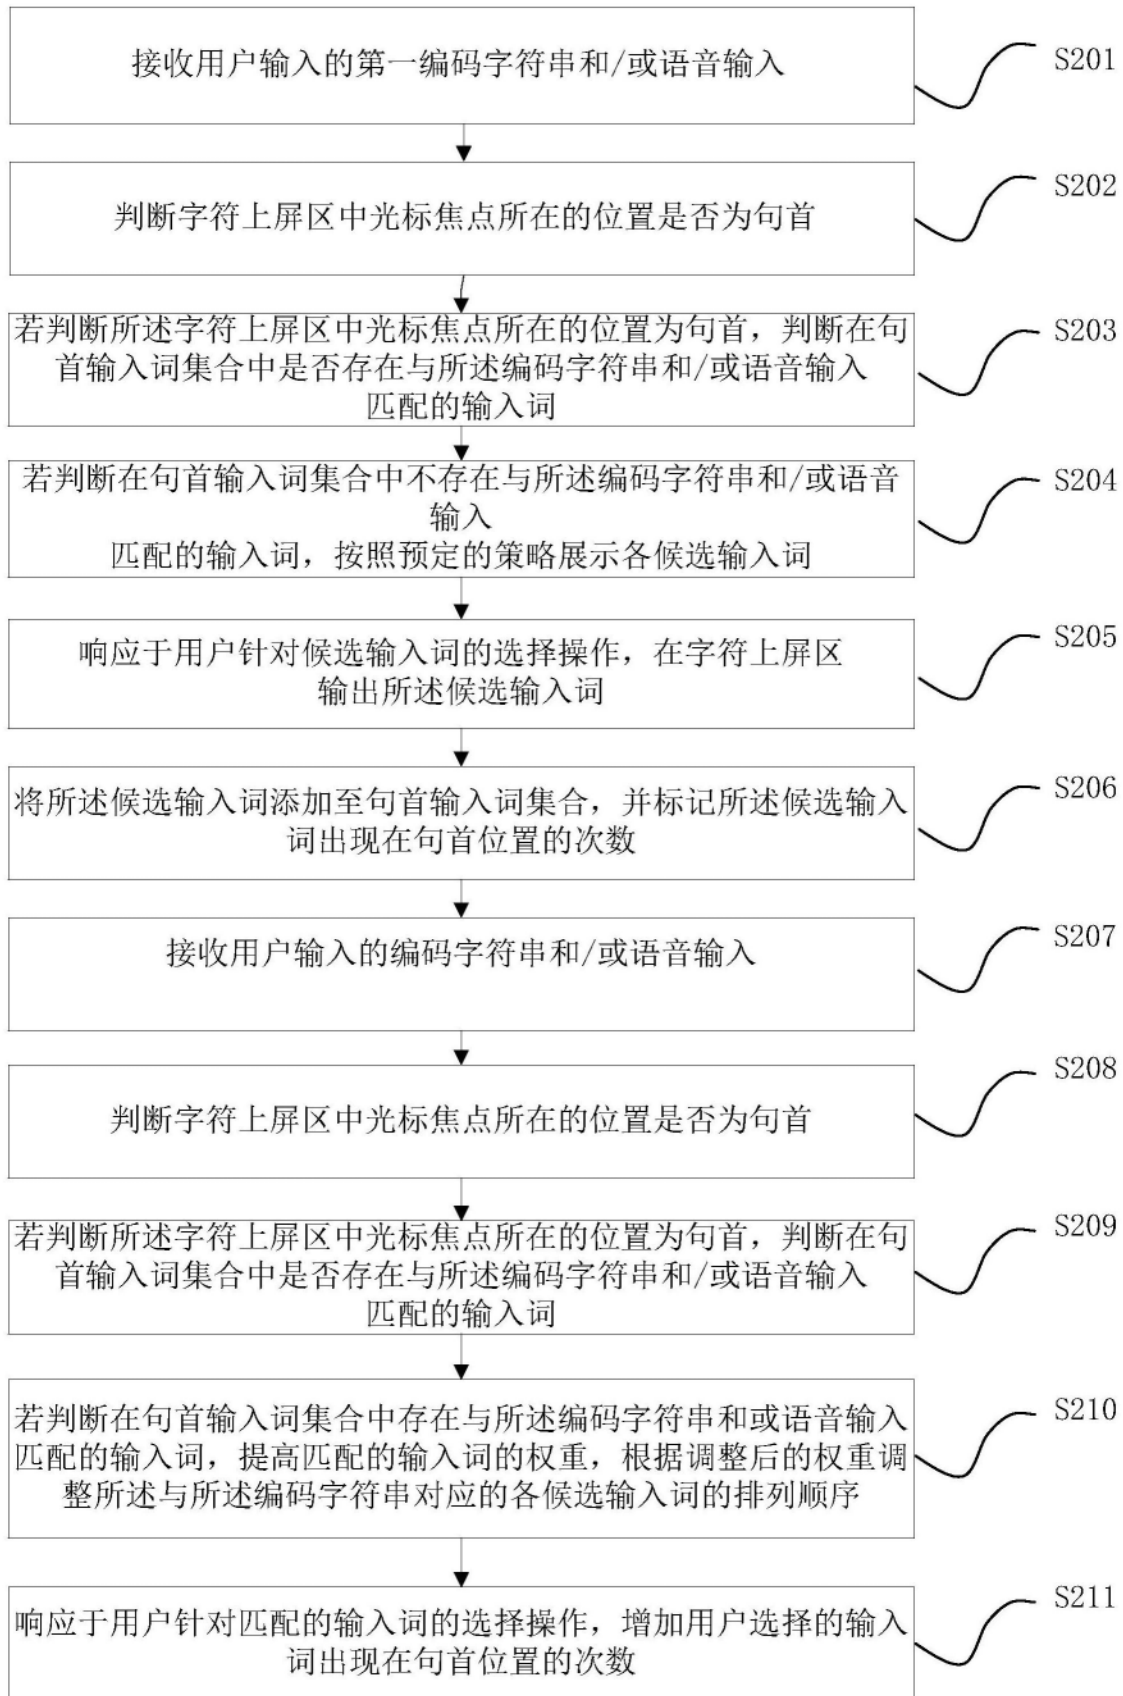 接收用户输入的第一编码字符串和/或语音输入
S201
判断字符上屏区中光标焦点所在的位置是否为句首
S202
若判断所述字符上屏区中光标焦点所在的位置为句首，判断在句
首输入词集合中是否存在与所述编码字符串和/或语音输入
匹配的输入词
S203
若判断在句首输入词集合中不存在与所述编码字符串和/或语音
输入
匹配的输入词，按照预定的策略展示各候选输入词
S204
响应于用户针对候选输入词的选择操作，在字符上屏区
输出所述候选输入词
S205
将所述候选输入词添加至句首输入词集合，并标记所述候选输入
词出现在句首位置的次数
S206
接收用户输入的编码字符串和/或语音输入
S207
判断字符上屏区中光标焦点所在的位置是否为句首
S208
若判断所述字符上屏区中光标焦点所在的位置为句首，判断在句
首输入词集合中是否存在与所述编码字符串和/或语音输入
匹配的输入词
S209
若判断在句首输入词集合中存在与所述编码字符串和或语音输入
匹配的输入词，提高匹配的输入词的权重，根据调整后的权重调
整所述与所述编码字符串对应的各候选输入词的排列顺序
S210
响应于用户针对匹配的输入词的选择操作，增加用户选择的输入
词出现在句首位置的次数
S211